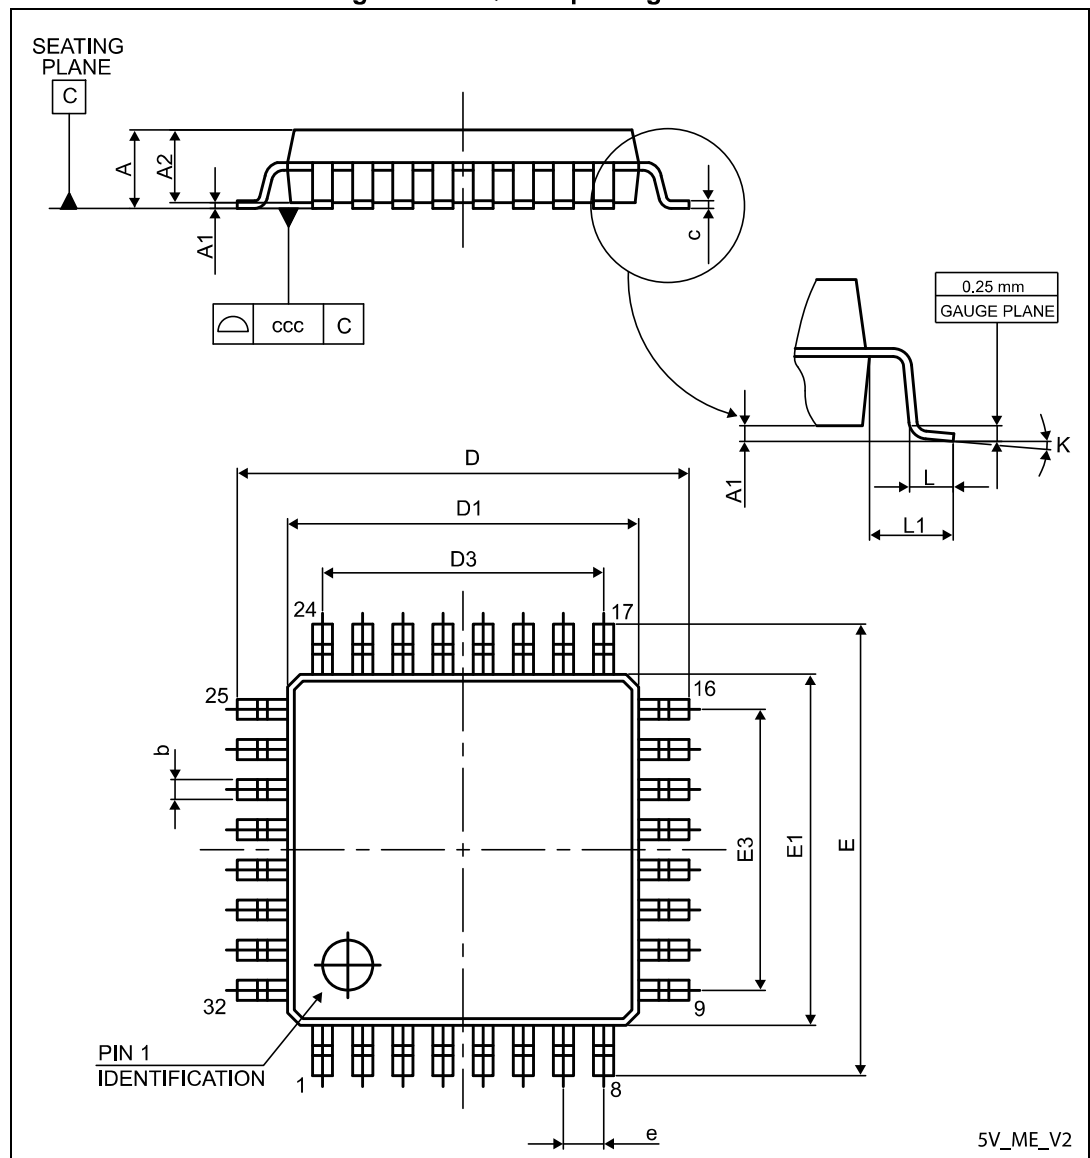 SEATING
PLANE
C
A
A2
A1
c
ccc
C
0.25 mm
GAUGE PLANE
K
A1
L
L1
D
D1
D3
24
17
25
16
b
E3
E1
E
32
9
PIN 1
IDENTIFICATION
1
8
e
5V_ME_V2